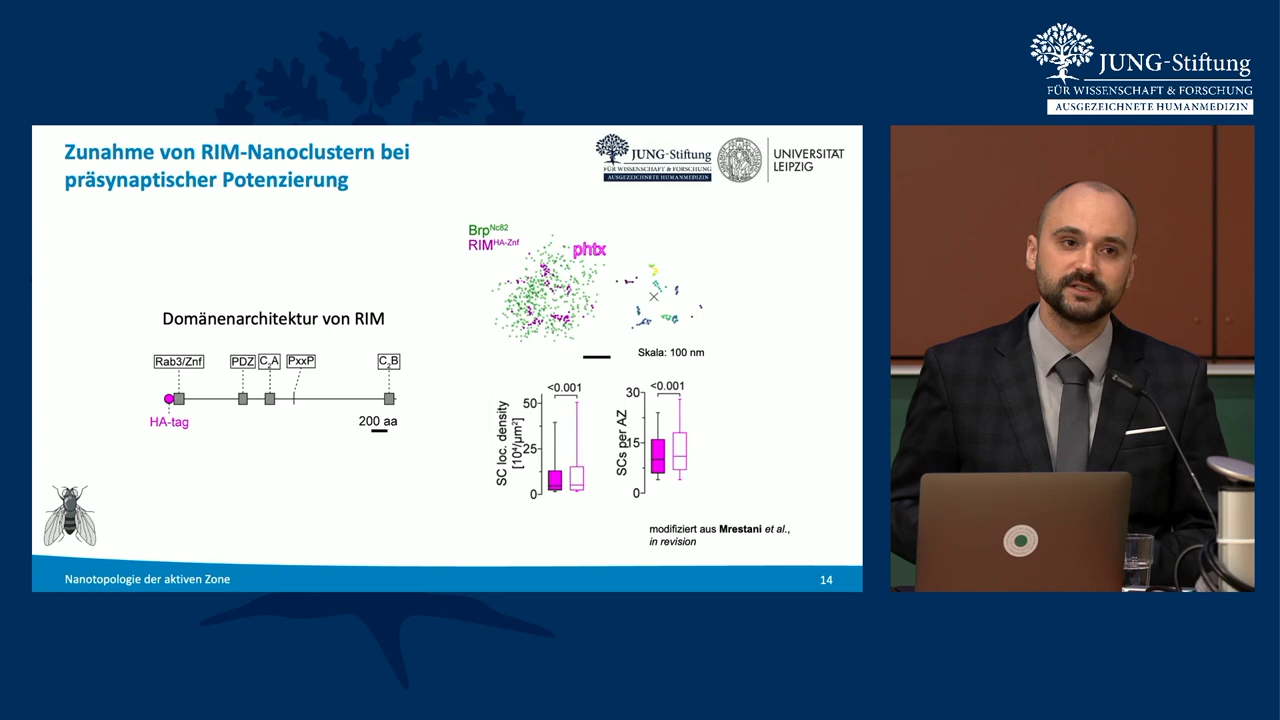 JUNG-Stiftung
FÜR WISSENSCHAFT & FORSCHUNG
AUSGEZEICHNETE HUMANMEDIZIN
Zunahme von RIM-Nanoclustern bei
präsynaptischer Potenzierung
JUNG-Stiftung
FÜR WISSENSCHAFT & FORSCHUNG
AUSGEZEICHNETE HUMANMEDIZIN
UNIVERSITÄT
LEIPZIG
Brp^Nc82
RIM^HA-Znf
phtx
Skala: 100 nm
Domänenarchitektur von RIM
Rab3/Znf
PDZ
C₂A
PxxP
C₂B
HA-tag
200 aa
SC loc. density
[10⁴/µm²]
50
25
0
<0.001
SCs per AZ
30
15
0
<0.001
modifiziert aus Mrestani et al.,
in revision
Nanotopologie der aktiven Zone
14